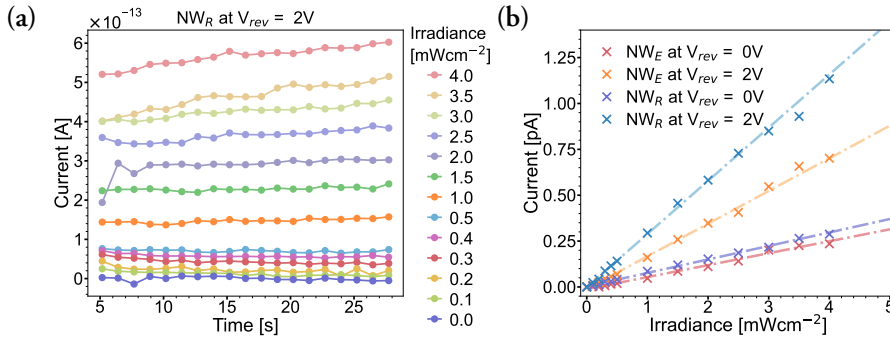 (a)
×10⁻¹³
NW_R at V_rev = 2V
6
5
4
3
2
1
0
Current [A]
5
10
15
20
25
Time [s]
Irradiance
[mWcm⁻²]
4.0
3.5
3.0
2.5
2.0
1.5
1.0
0.5
0.4
0.3
0.2
0.1
0.0
(b)
1.25
1.00
0.75
0.50
0.25
0.00
Current [pA]
NW_E at V_rev = 0V
NW_E at V_rev = 2V
NW_R at V_rev = 0V
NW_R at V_rev = 2V
0
1
2
3
4
5
Irradiance [mWcm⁻²]